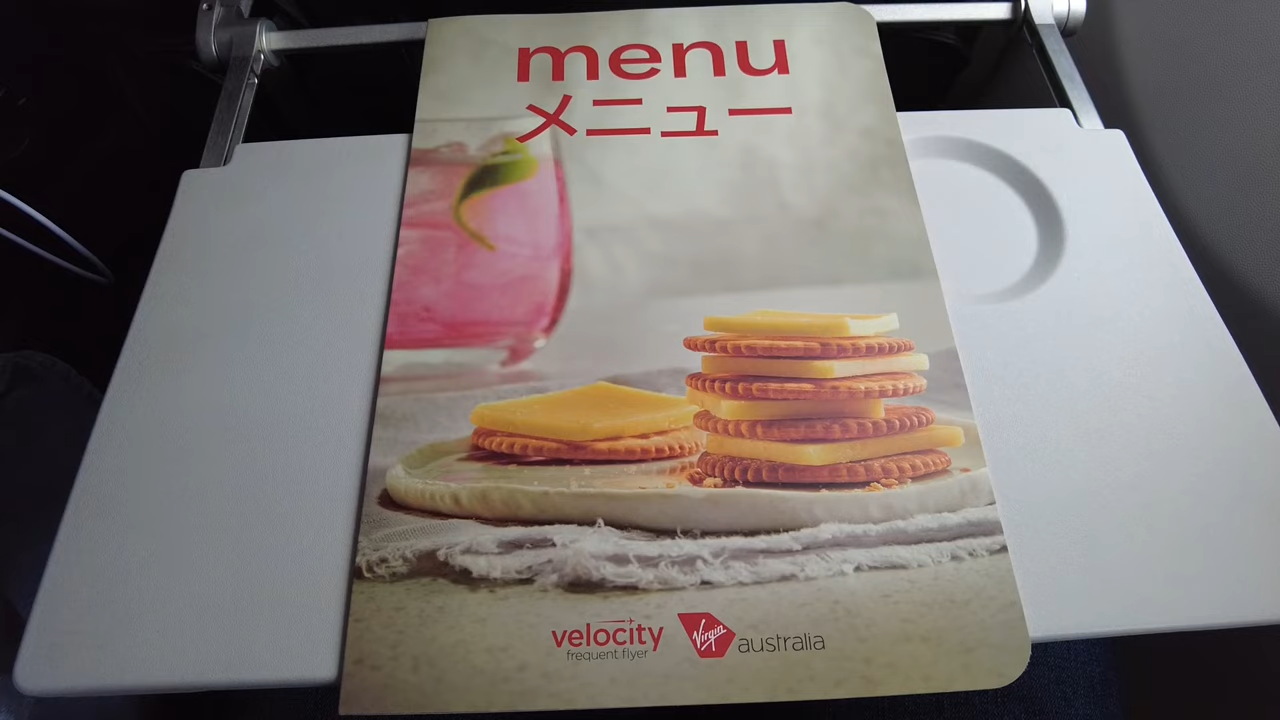 menu
メニュー
velocity
frequent flyer
Virgin australia